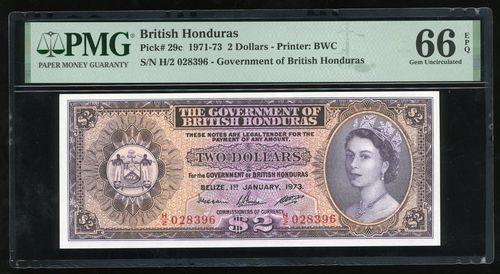 PMG
PAPER MONEY GUARANTY
British Honduras
Pick# 29c 1971-73 2 Dollars - Printer: BWC
S/N H/2 028396 - Government of British Honduras
66 EPQ
Gem Uncirculated
THE GOVERNMENT OF
BRITISH HONDURAS
THESE NOTES ARE LEGAL TENDER FOR THE
PAYMENT OF ANY AMOUNT.
TWO DOLLARS
For the GOVERNMENT OF BRITISH HONDURAS
BELIZE, 1ST JANUARY, 1973.
COMMISSIONERS OF CURRENCY
H/2 028396
H/2 028396
$2
$2
$2